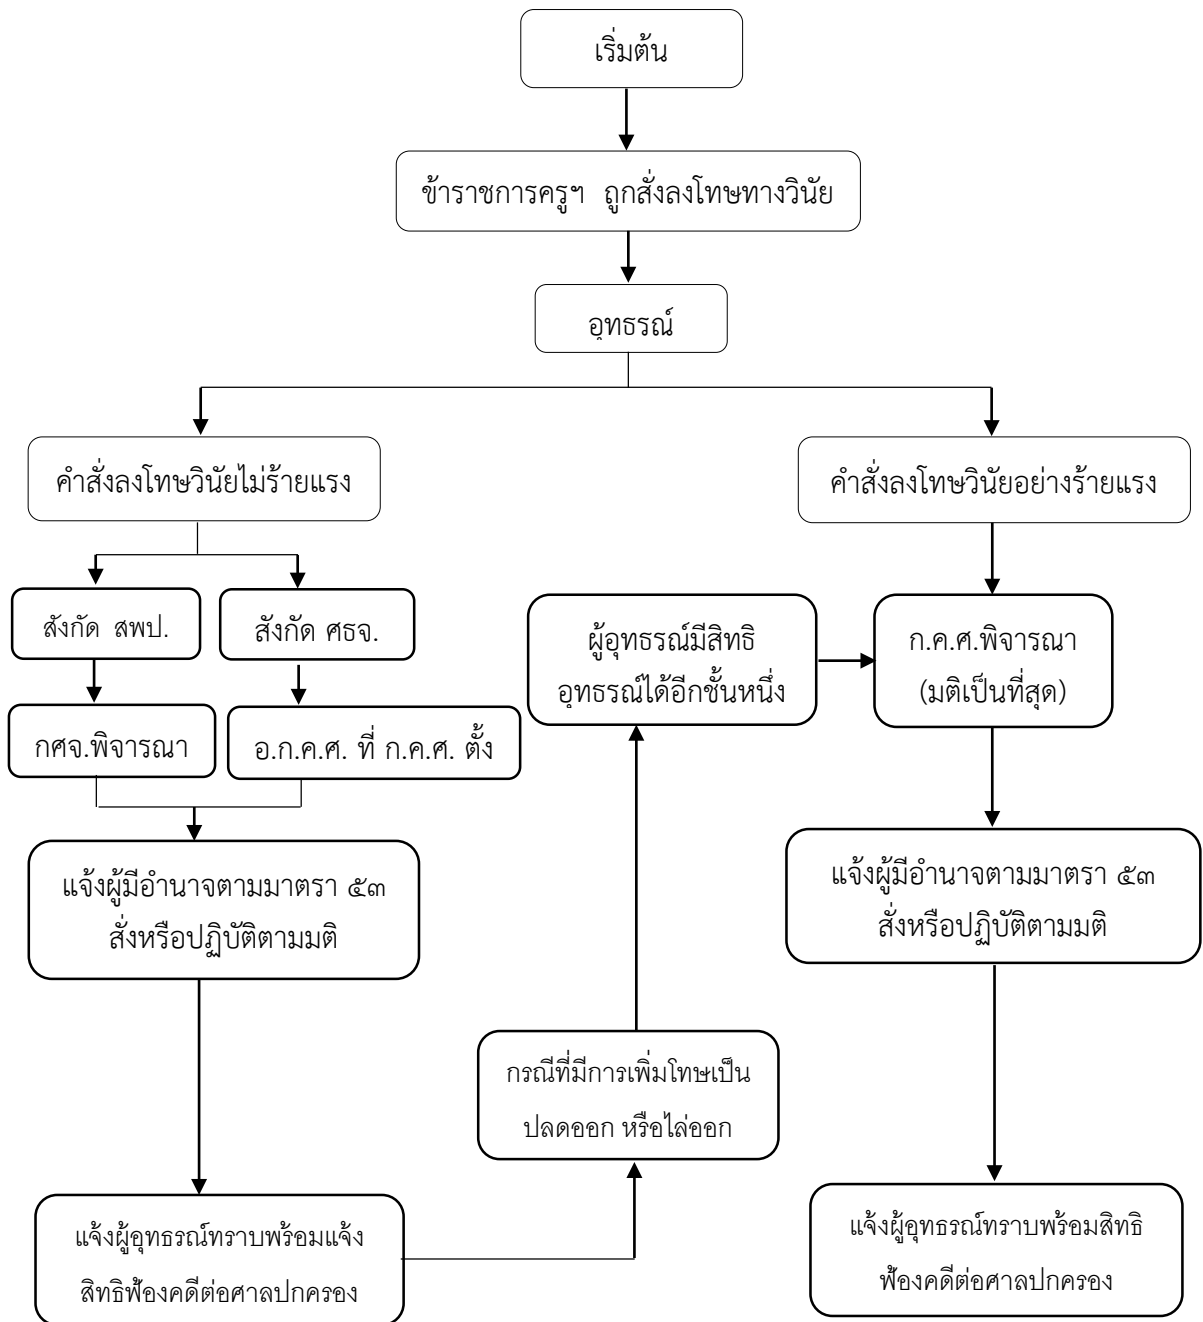 เริ่มต้น
ข้าราชการครูฯ ถูกสั่งลงโทษทางวินัย
อุทธรณ์
คำสั่งลงโทษวินัยไม่ร้ายแรง
คำสั่งลงโทษวินัยอย่างร้ายแรง
สังกัด สพป.
สังกัด ศธจ.
ผู้อุทธรณ์มีสิทธิ
อุทธรณ์ได้อีกชั้นหนึ่ง
ก.ค.ศ.พิจารณา
(มติเป็นที่สุด)
กศจ.พิจารณา
อ.ก.ค.ศ. ที่ ก.ค.ศ. ตั้ง
แจ้งผู้มีอำนาจตามมาตรา ๕๓
สั่งหรือปฏิบัติตามมติ
แจ้งผู้มีอำนาจตามมาตรา ๕๓
สั่งหรือปฏิบัติตามมติ
กรณีที่มีการเพิ่มโทษเป็น
ปลดออก หรือไล่ออก
แจ้งผู้อุทธรณ์ทราบพร้อมแจ้ง
สิทธิฟ้องคดีต่อศาลปกครอง
แจ้งผู้อุทธรณ์ทราบพร้อมสิทธิ
ฟ้องคดีต่อศาลปกครอง